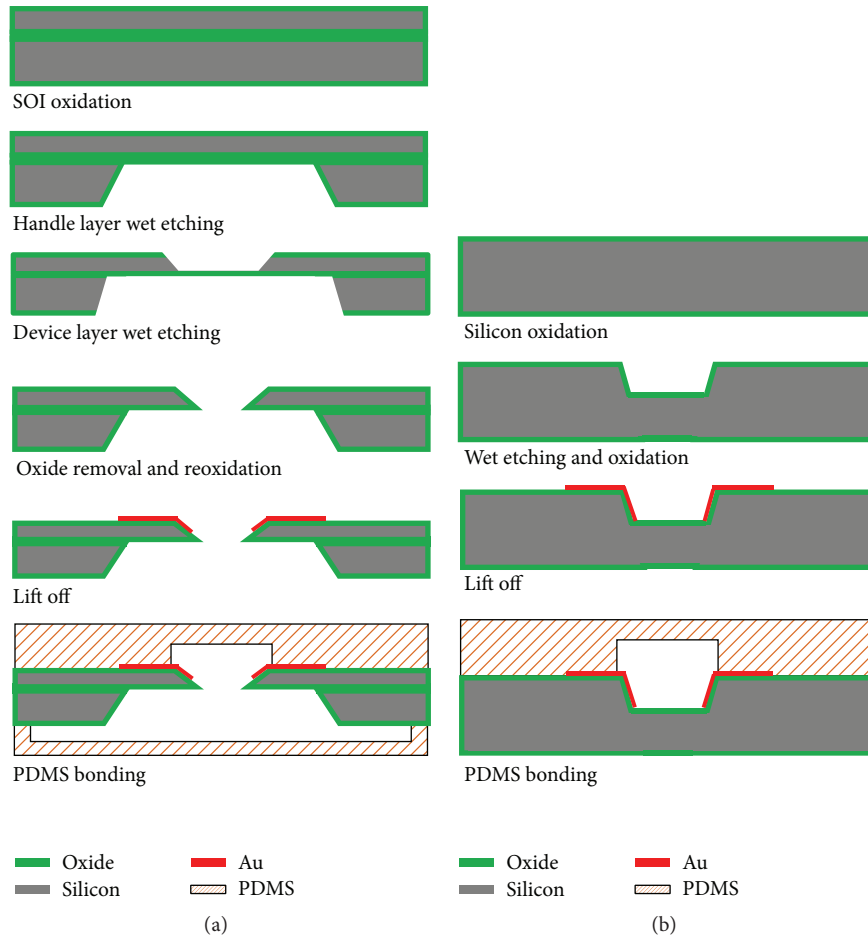 SOI oxidation
Handle layer wet etching
Device layer wet etching
Oxide removal and reoxidation
Lift off
PDMS bonding
Oxide
Au
Silicon
PDMS
(a)
Silicon oxidation
Wet etching and oxidation
Lift off
PDMS bonding
Oxide
Au
Silicon
PDMS
(b)